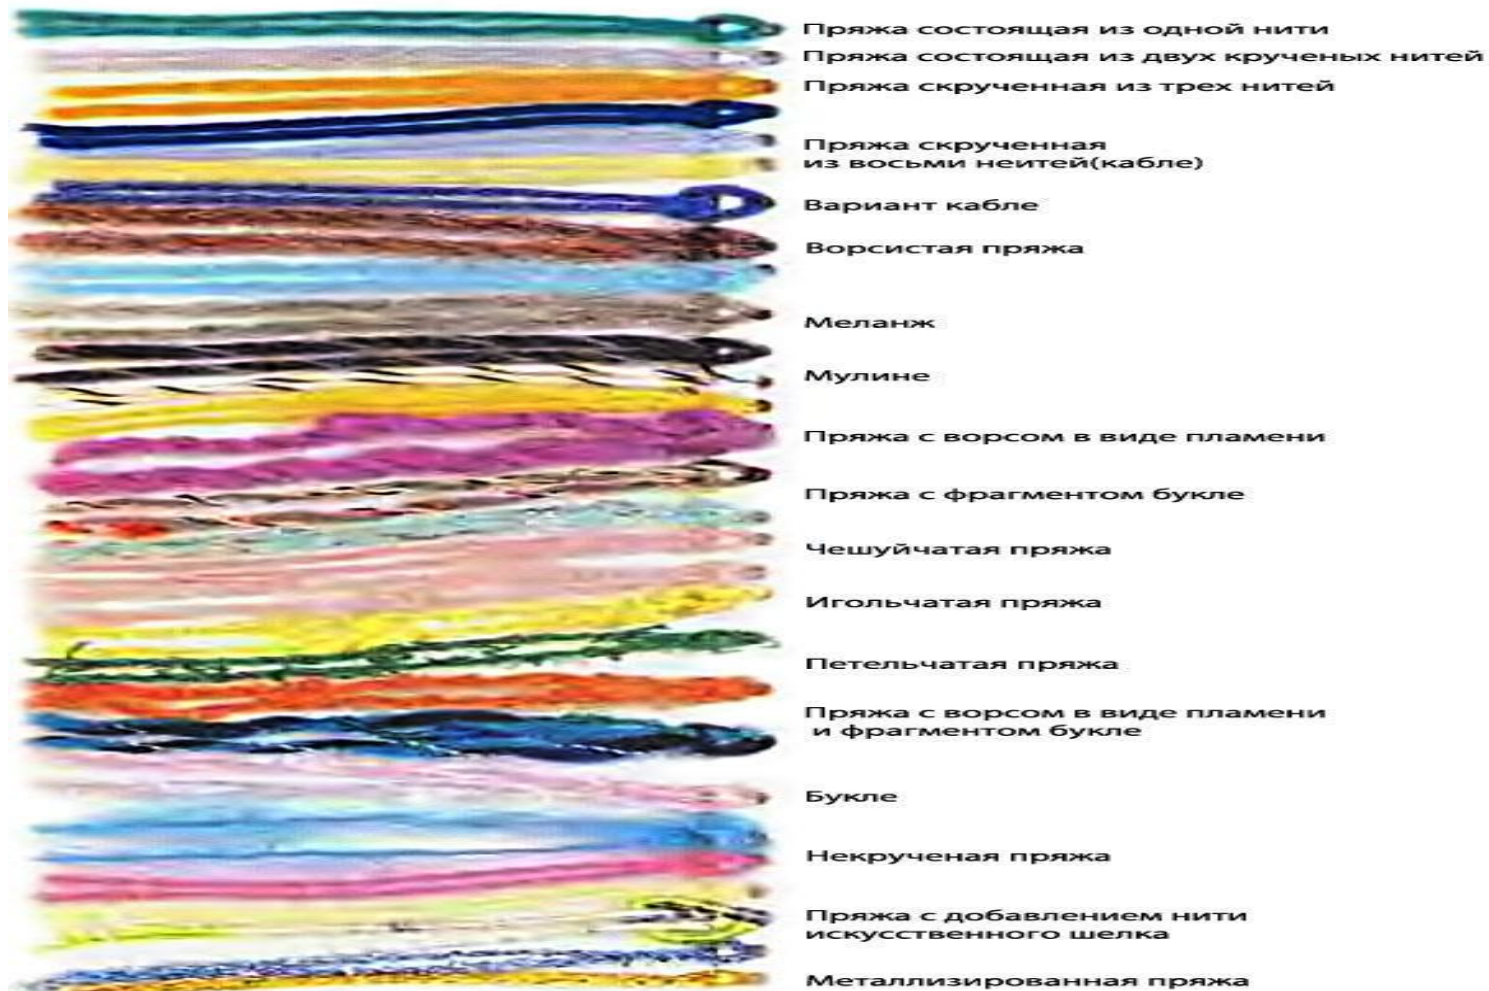 Пряжа состоящая из одной нити
Пряжа состоящая из двух крученых нитей
Пряжа скрученная из трех нитей
Пряжа скрученная
из восьми неитей(кабле)
Вариант кабле
Ворсистая пряжа
Меланж
Мулине
Пряжа с ворсом в виде пламени
Пряжа с фрагментом букле
Чешуйчатая пряжа
Игольчатая пряжа
Петельчатая пряжа
Пряжа с ворсом в виде пламени
и фрагментом букле
Букле
Некрученая пряжа
Пряжа с добавлением нити
искусственного шелка
Металлизированная пряжа